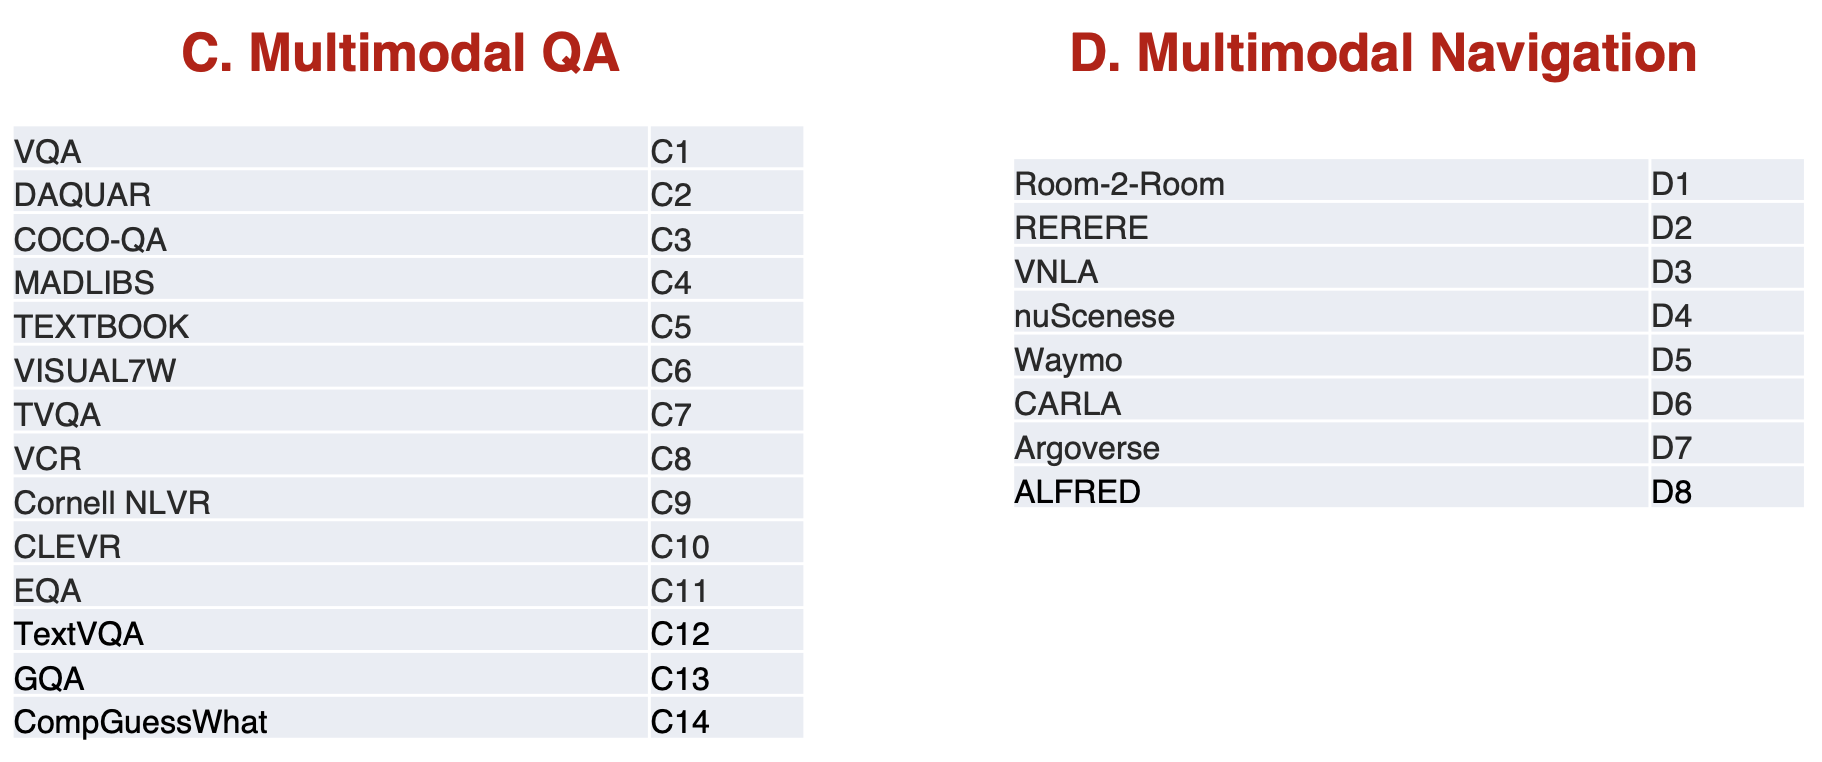 C. Multimodal QA
VQA C1
DAQUAR C2
COCO-QA C3
MADLIBS C4
TEXTBOOK C5
VISUAL7W C6
TVQA C7
VCR C8
Cornell NLVR C9
CLEVR C10
EQA C11
TextVQA C12
GQA C13
CompGuessWhat C14
D. Multimodal Navigation
Room-2-Room D1
RERERE D2
VNLA D3
nuScenese D4
Waymo D5
CARLA D6
Argoverse D7
ALFRED D8